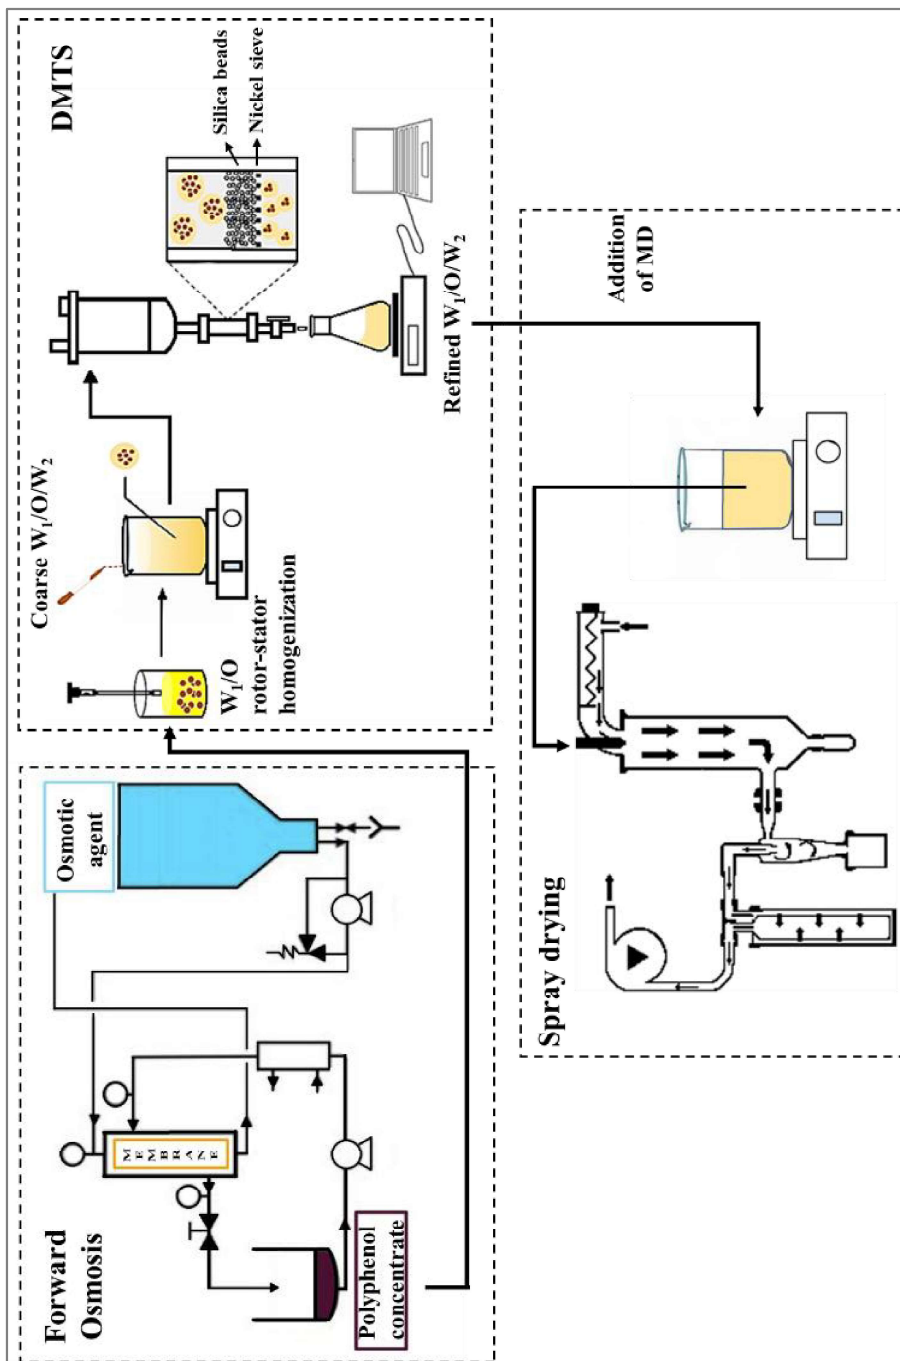 Forward
Osmosis
MEMBRANE
Polyphenol
concentrate
Osmotic
agent
DMTS
W₁/O
rotor-stator
homogenization
Coarse W₁/O/W₂
Silica beads
Nickel sieve
Refined W₁/O/W₂
Spray drying
Addition
of MD